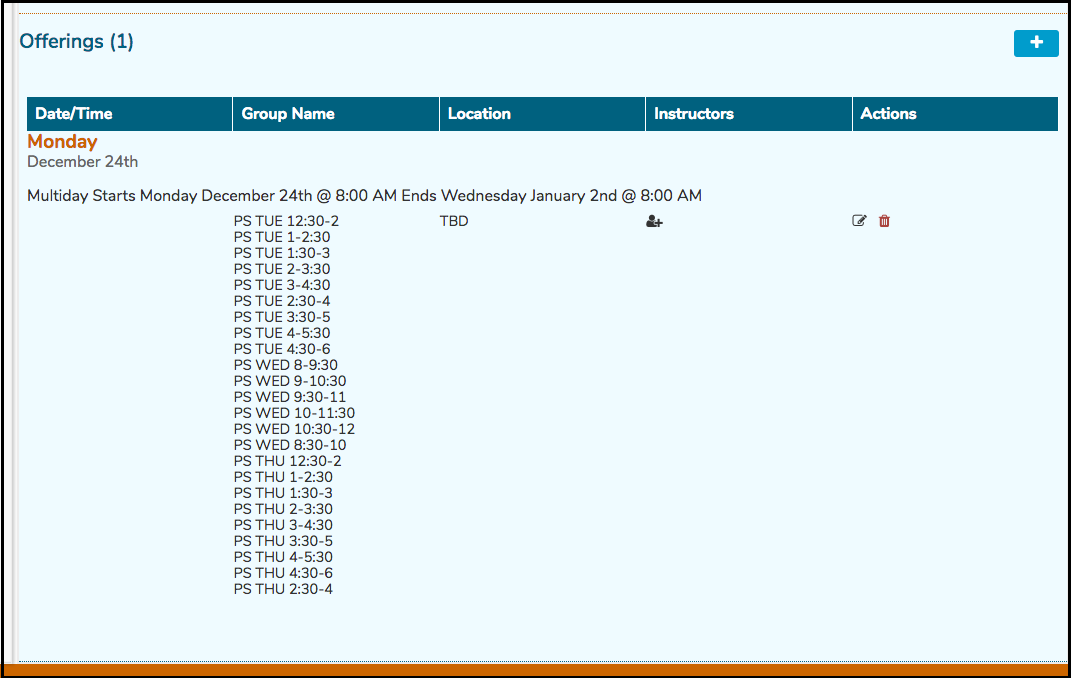 Offerings (1)
Date/Time Group Name Location Instructors Actions
Monday
December 24th
Multiday Starts Monday December 24th @ 8:00 AM Ends Wednesday January 2nd @ 8:00 AM
PS TUE 12:30-2 TBD
PS TUE 1-2:30
PS TUE 1:30-3
PS TUE 2-3:30
PS TUE 3-4:30
PS TUE 2:30-4
PS TUE 3:30-5
PS TUE 4-5:30
PS TUE 4:30-6
PS WED 8-9:30
PS WED 9-10:30
PS WED 9:30-11
PS WED 10-11:30
PS WED 10:30-12
PS WED 8:30-10
PS THU 12:30-2
PS THU 1-2:30
PS THU 1:30-3
PS THU 2-3:30
PS THU 3-4:30
PS THU 3:30-5
PS THU 4-5:30
PS THU 4:30-6
PS THU 2:30-4